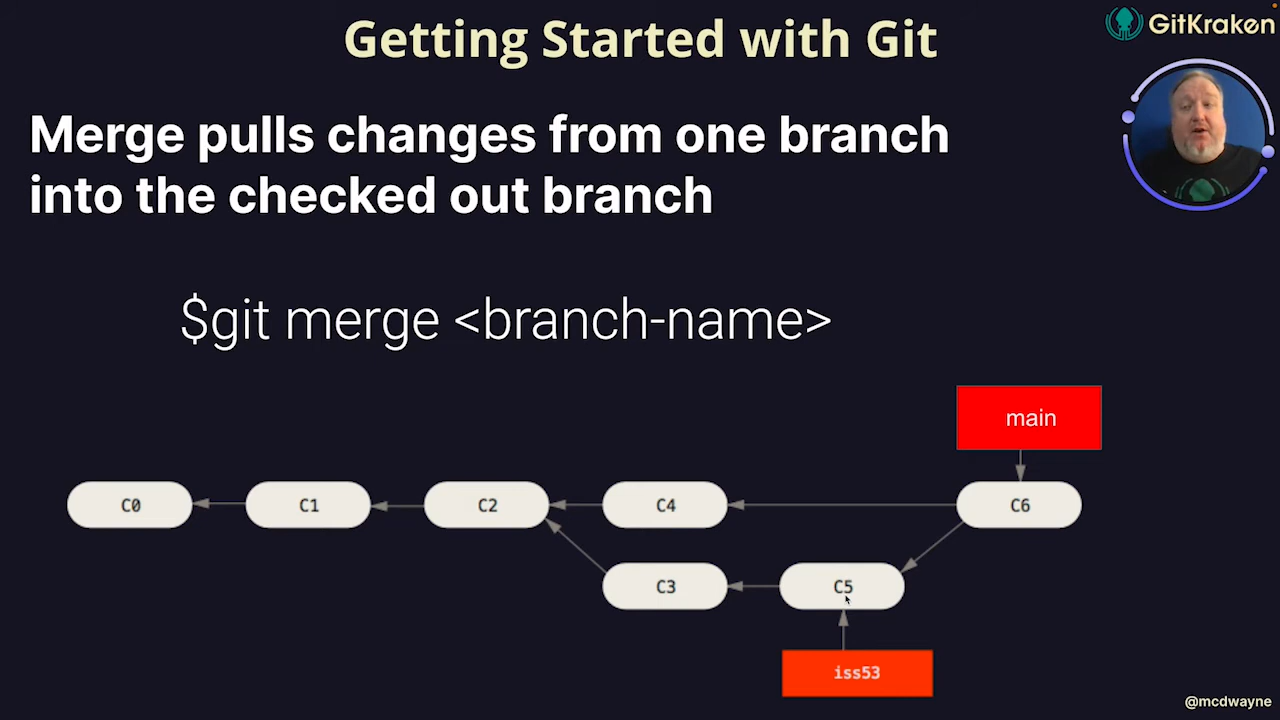 Getting Started with Git
GitKraken
Merge pulls changes from one branch
into the checked out branch
$git merge <branch-name>
main
C0
C1
C2
C4
C6
C3
C5
iss53
@mcdwayne